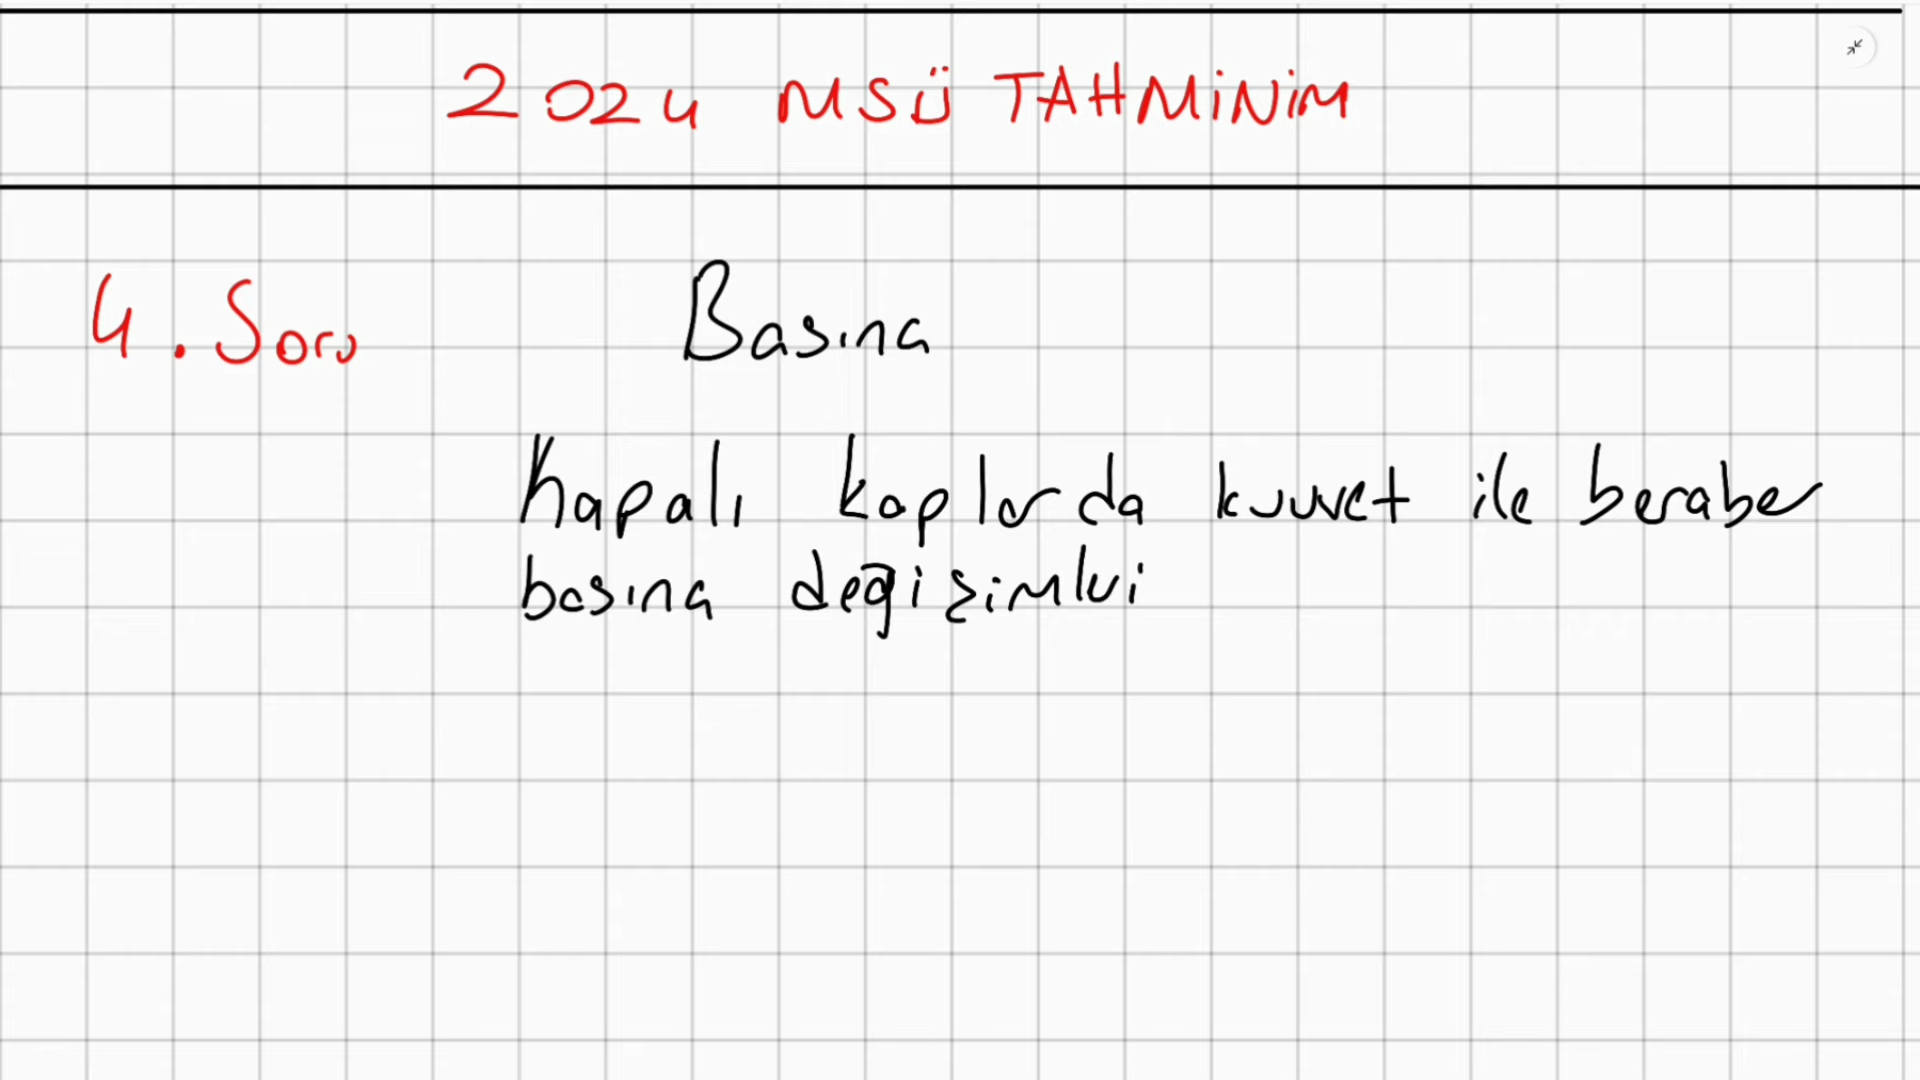 2024 MSÜ TAHMİNİM
4. Soru Basınç
Kapalı kaplarda kuvvet ile beraber
basınç değişimleri